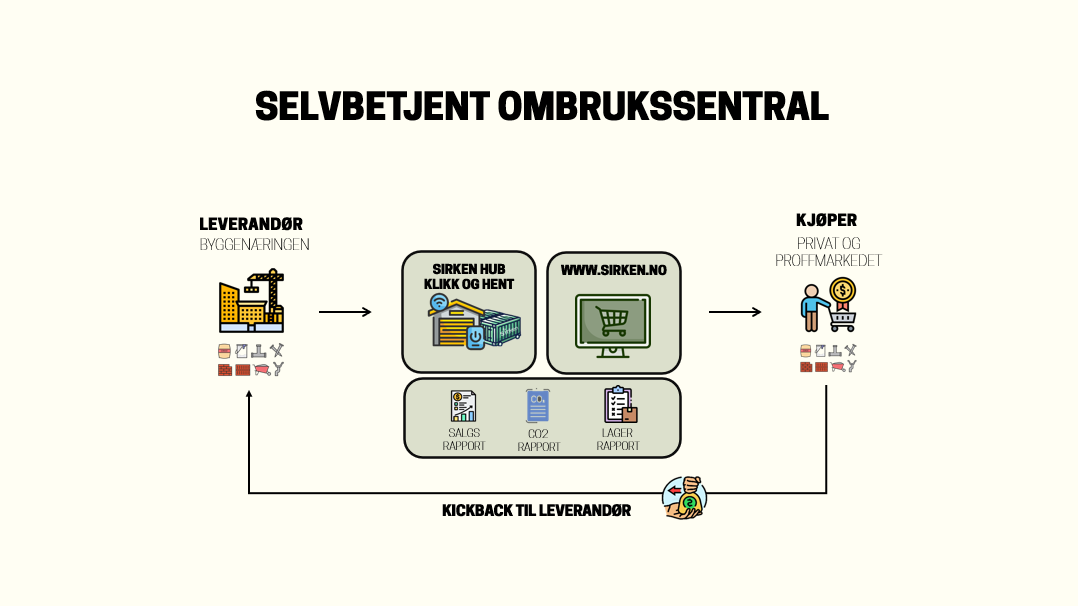 SELVBETJENT OMBRUKSSENTRAL
LEVERANDØR
BYGGENÆRINGEN
SIRKEN HUB
KLIKK OG HENT
WWW.SIRKEN.NO
KJØPER
PRIVAT OG
PROFFMARKEDET
SALGS
RAPPORT
CO2
RAPPORT
LAGER
RAPPORT
KICKBACK TIL LEVERANDØR